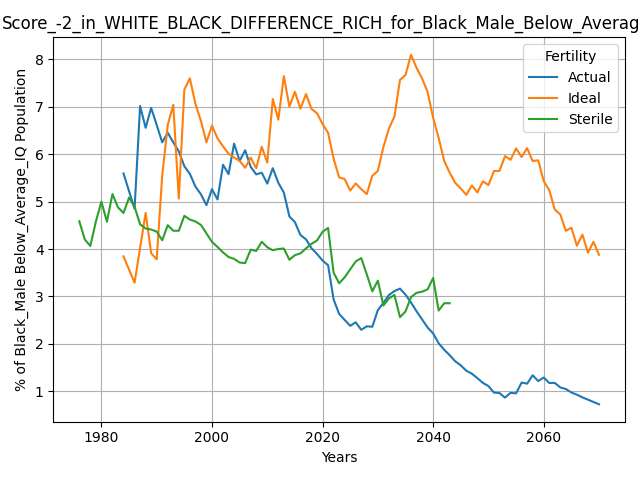 Score_-2_in_WHITE_BLACK_DIFFERENCE_RICH_for_Black_Male_Below_Averag
% of Black_Male Below_Average_IQ Population
8
7
6
5
4
3
2
1
Fertility
Actual
Ideal
Sterile
1980
2000
2020
2040
2060
Years